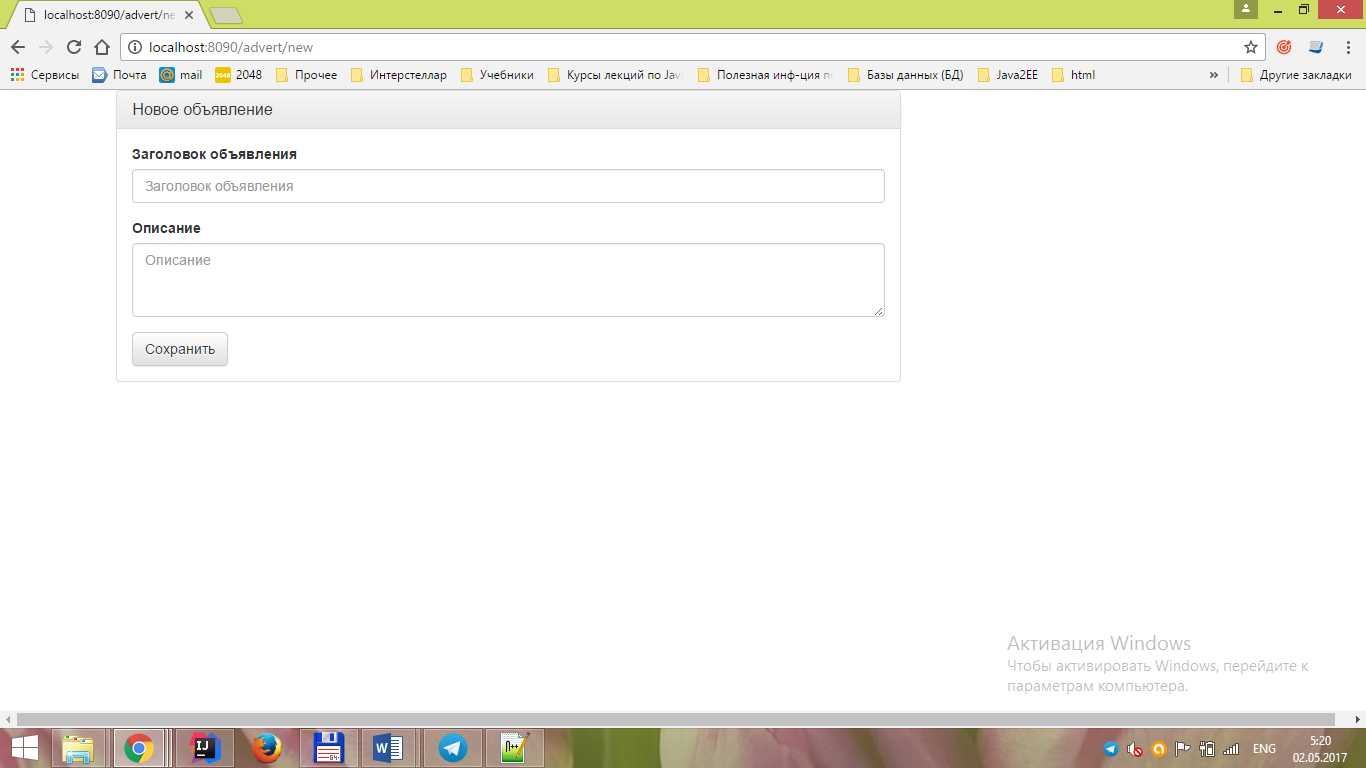 localhost:8090/advert/ne
localhost:8090/advert/new
Сервисы Почта mail 2048 Прочее Интерстеллар Учебники Курсы лекций по Java Полезная инф-ция по Базы данных (БД) Java2EE html » Другие закладки
Новое объявление
Заголовок объявления
Заголовок объявления
Описание
Описание
Сохранить
Активация Windows
Чтобы активировать Windows, перейдите к
параметрам компьютера.
ENG
5:20
02.05.2017